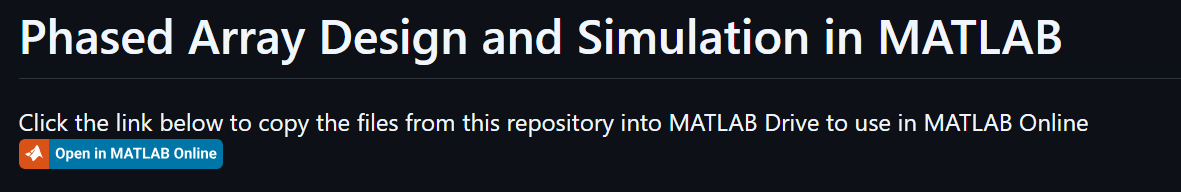 Phased Array Design and Simulation in MATLAB
Click the link below to copy the files from this repository into MATLAB Drive to use in MATLAB Online
Open in MATLAB Online